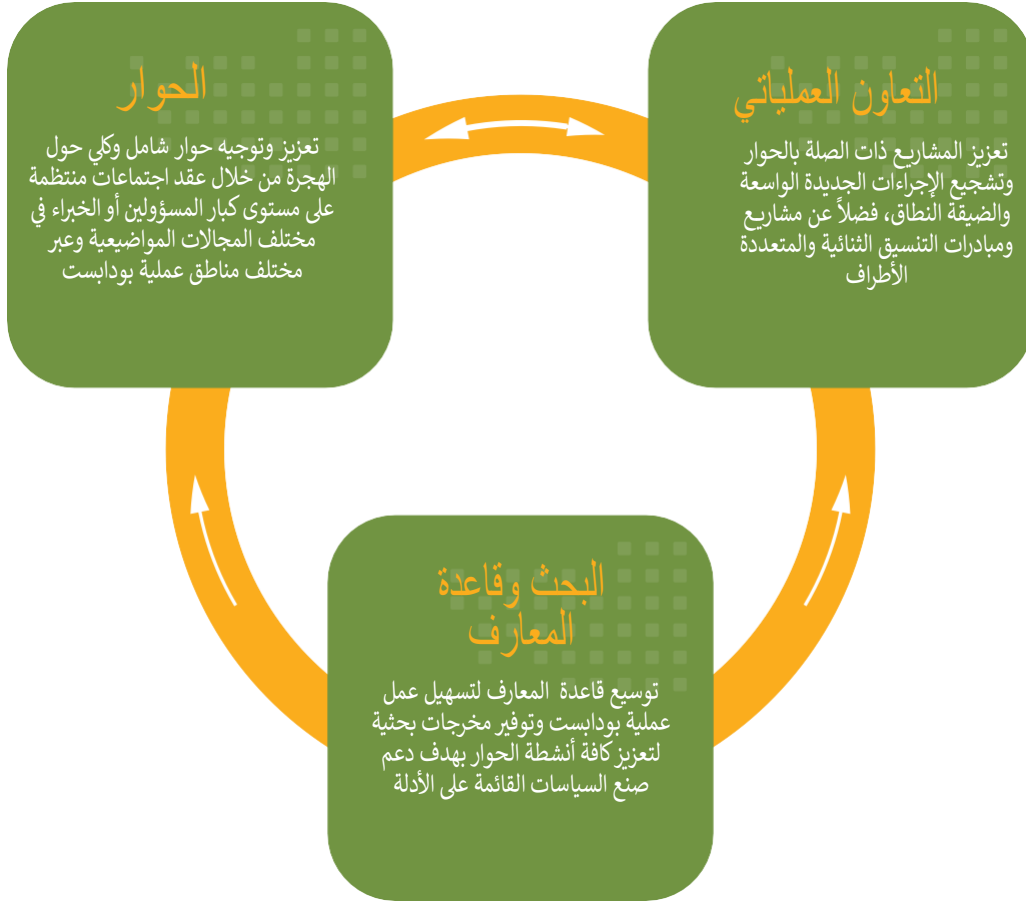 التعاون العملياتي
تعزيز المشاريع ذات الصلة بالحوار
وتشجيع الإجراءات الجديدة الواسعة
والضيقة النطاق، فضلاً عن مشاريع
ومبادرات التنسيق الثنائية والمتعددة
الأطراف
الحوار
تعزيز وتوجيه حوار شامل وكلي حول
الهجرة من خلال عقد اجتماعات منتظمة
على مستوى كبار المسؤولين أو الخبراء في
مختلف المجالات المواضيعية وعبر
مختلف مناطق عملية بودابست
البحث وقاعدة
المعارف
توسيع قاعدة المعارف لتسهيل عمل
عملية بودابست وتوفير مخرجات بحثية
لتعزيز كافة أنشطة الحوار بهدف دعم
صنع السياسات القائمة على الأدلة